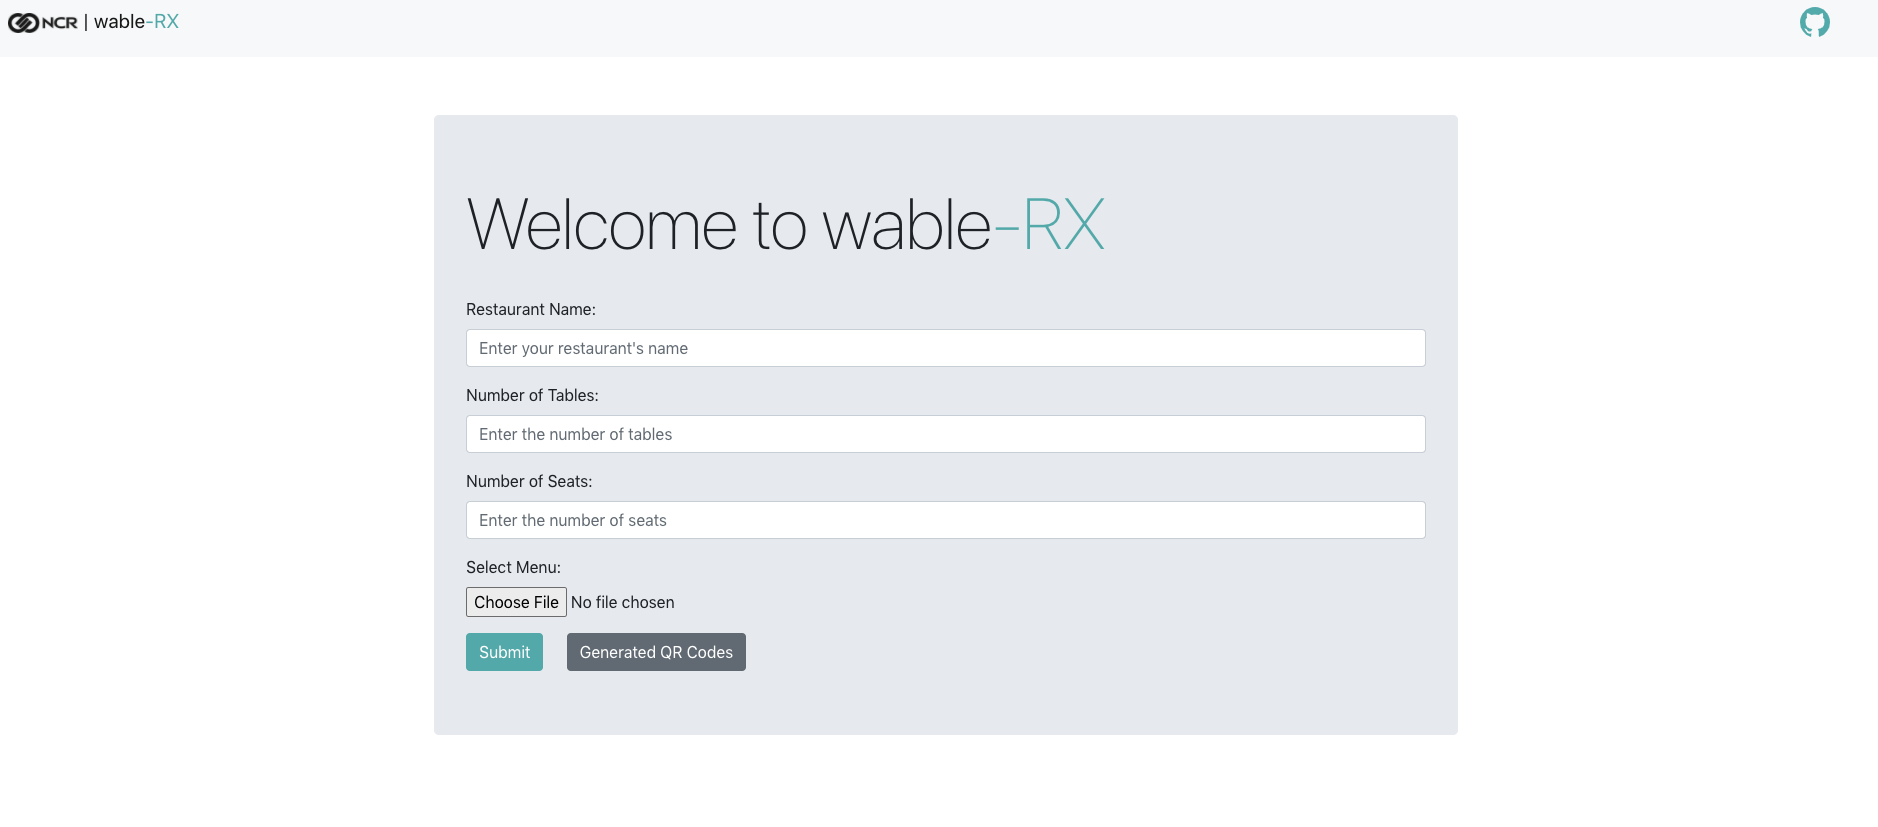 NCR | wable-RX
Welcome to wable-RX
Restaurant Name:
Enter your restaurant's name
Number of Tables:
Enter the number of tables
Number of Seats:
Enter the number of seats
Select Menu:
Choose File No file chosen
Submit Generated QR Codes